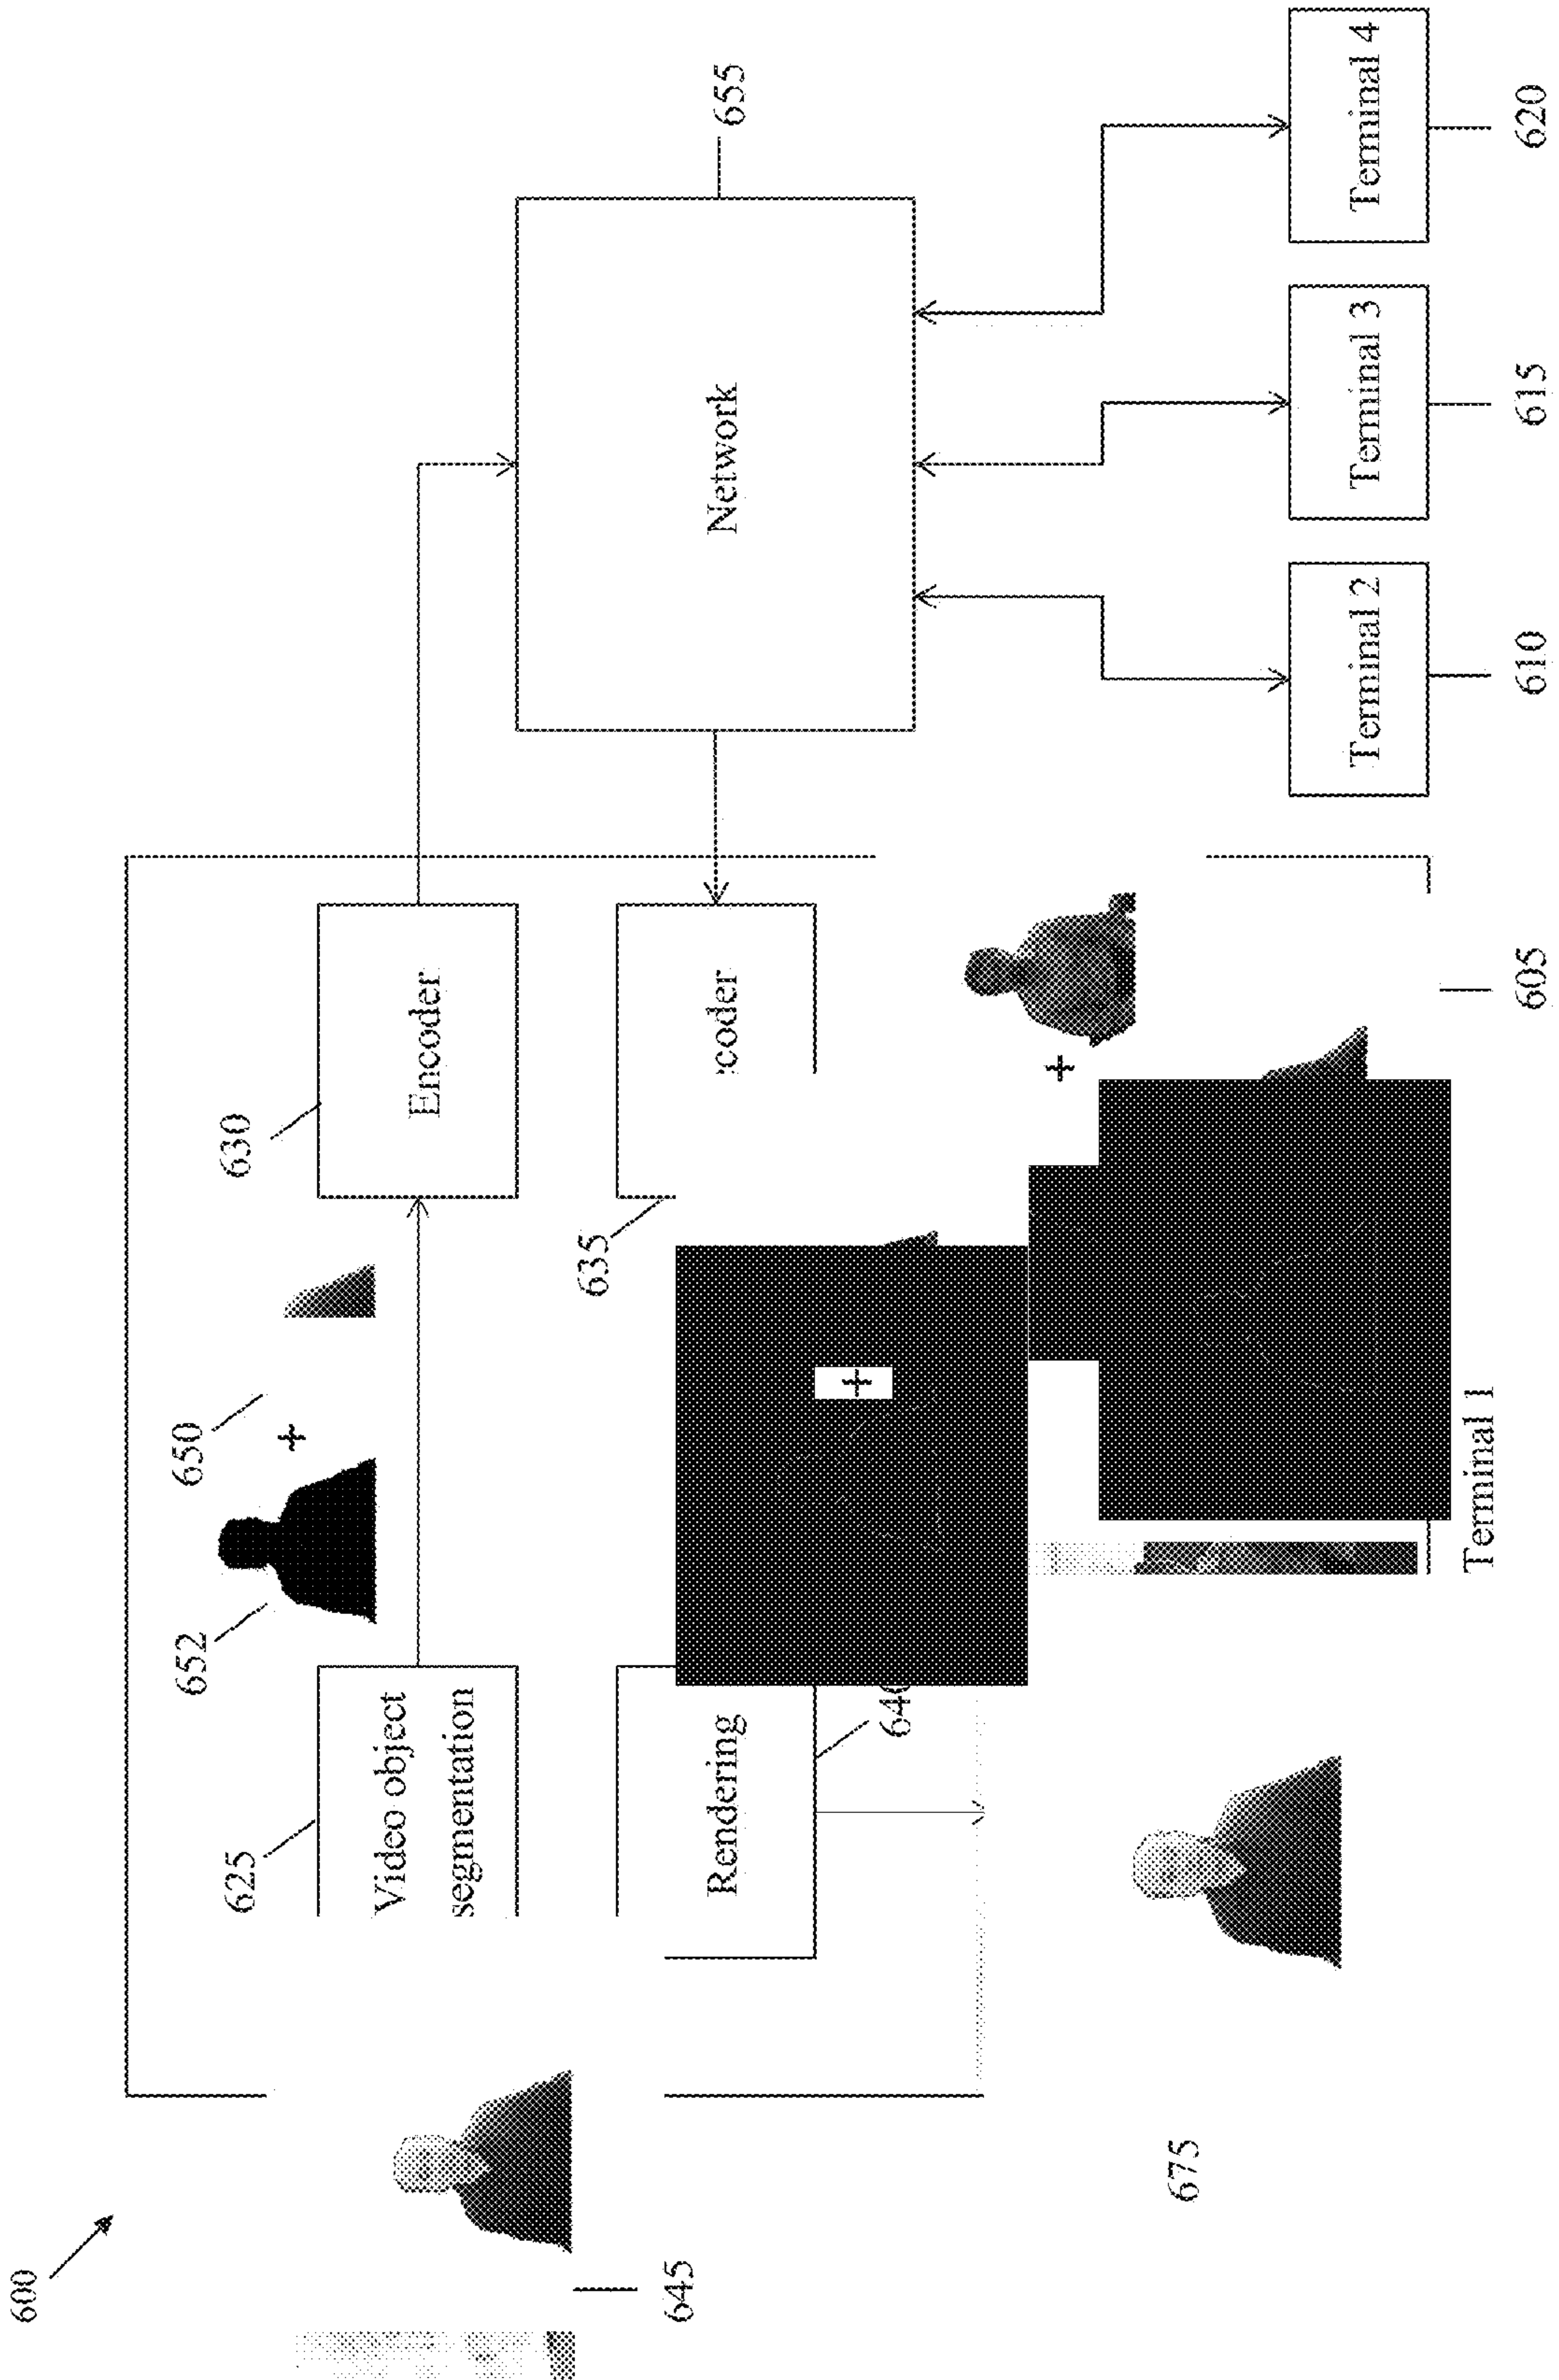 600
645
625
Video object
segmentation
652
+
650
630
Encoder
635
coder
Rendering
64
+
+
675
Terminal 1
605
Network
655
Terminal 2
610
Terminal 3
615
Terminal 4
620